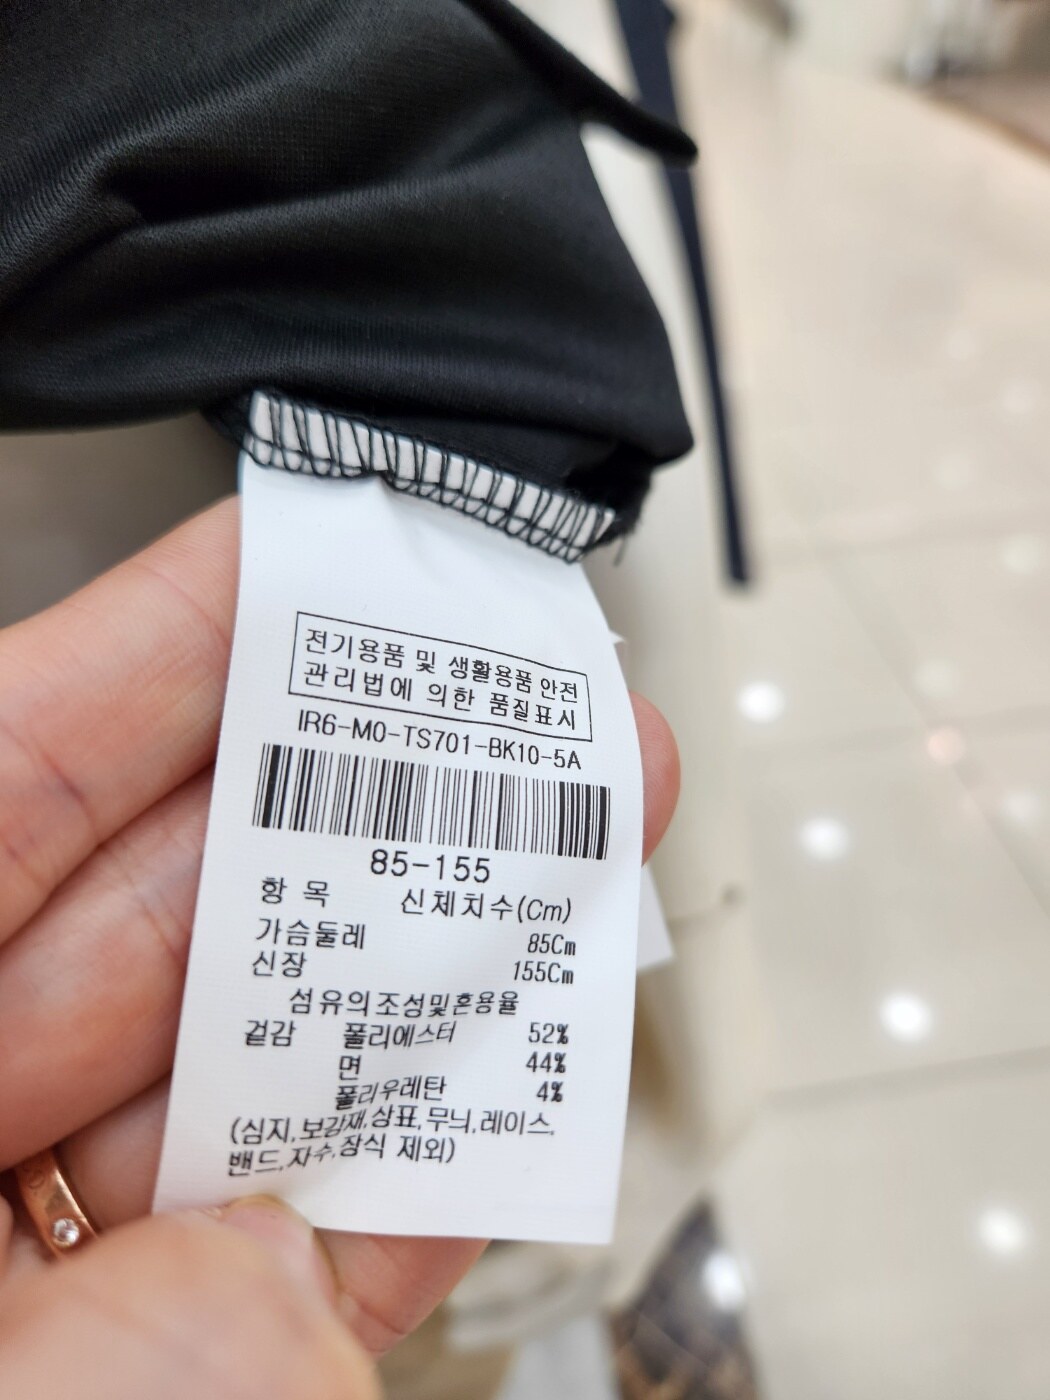 전기용품 및 생활용품 안전
관리법에 의한 품질표시
IR6-M0-TS701-BK10-5A
85-155
항 목 신체치수(Cm)
가슴둘레 85Cm
신장 155Cm
섬유의조성및혼용율
겉감 폴리에스터 52%
면 44%
폴리우레탄 4%
(심지,보강재,상표,무늬,레이스,
밴드,자수,장식 제외)